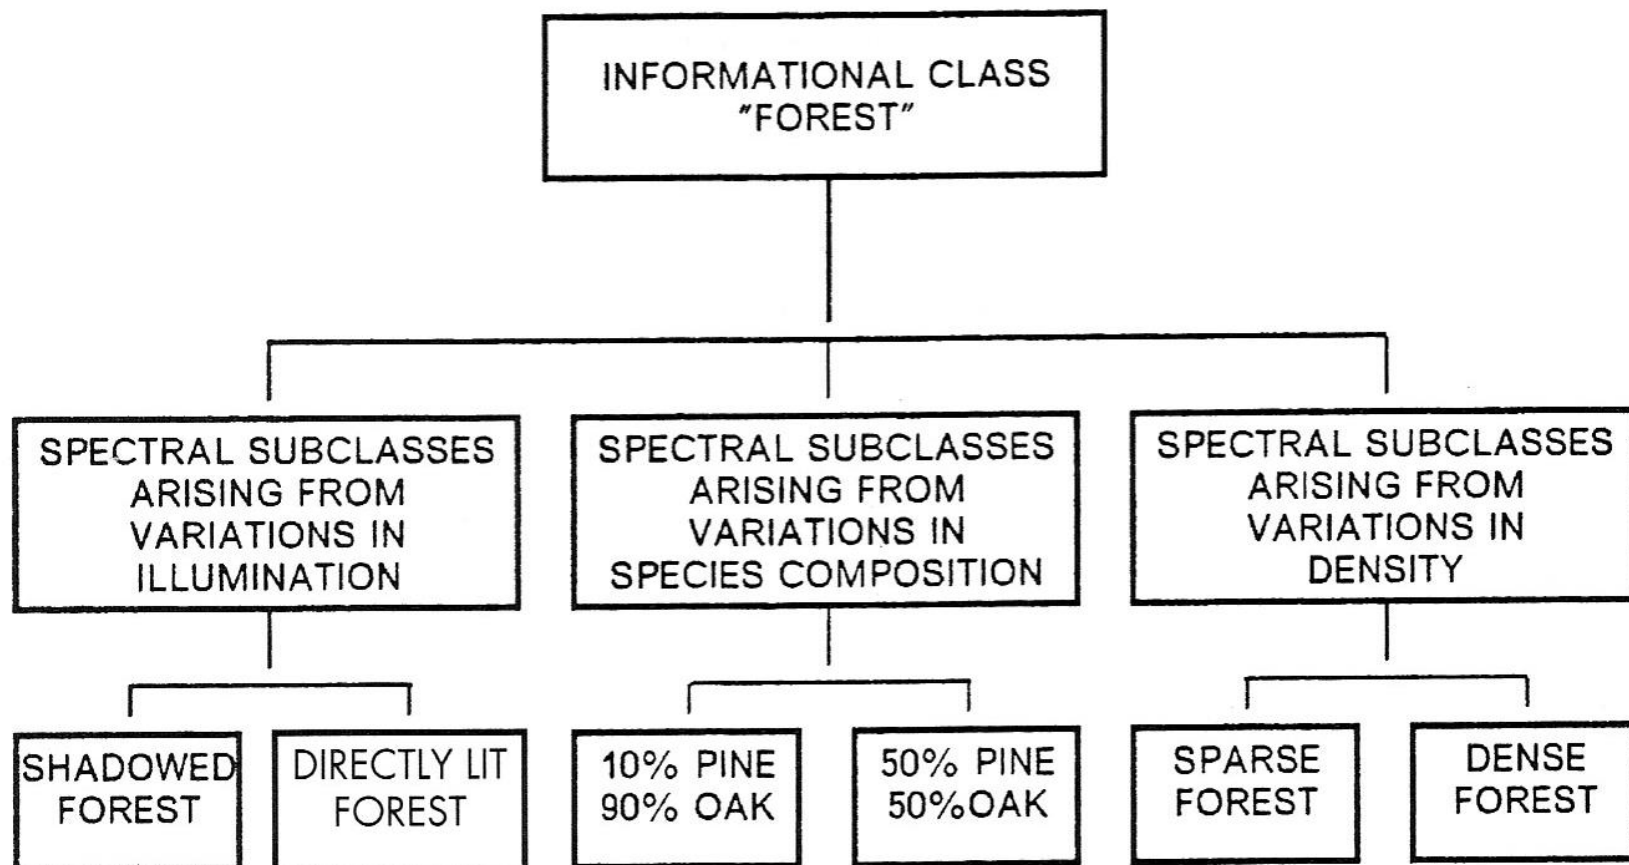 INFORMATIONAL CLASS
"FOREST"
SPECTRAL SUBCLASSES
ARISING FROM
VARIATIONS IN
ILLUMINATION
SPECTRAL SUBCLASSES
ARISING FROM
VARIATIONS IN
SPECIES COMPOSITION
SPECTRAL SUBCLASSES
ARISING FROM
VARIATIONS IN
DENSITY
SHADOWED
FOREST
DIRECTLY LIT
FOREST
10% PINE
90% OAK
50% PINE
50%OAK
SPARSE
FOREST
DENSE
FOREST